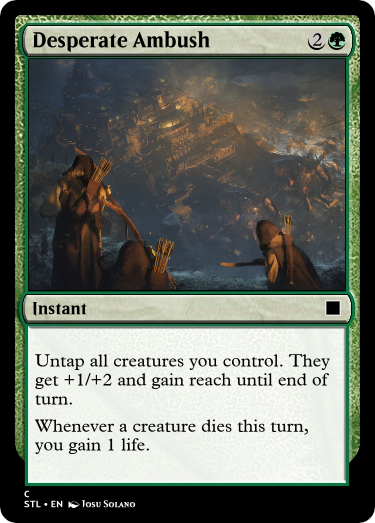 Desperate Ambush 2
Instant
Untap all creatures you control. They
get +1/+2 and gain reach until end of
turn.
Whenever a creature dies this turn,
you gain 1 life.
C
STL • EN Josu Solano